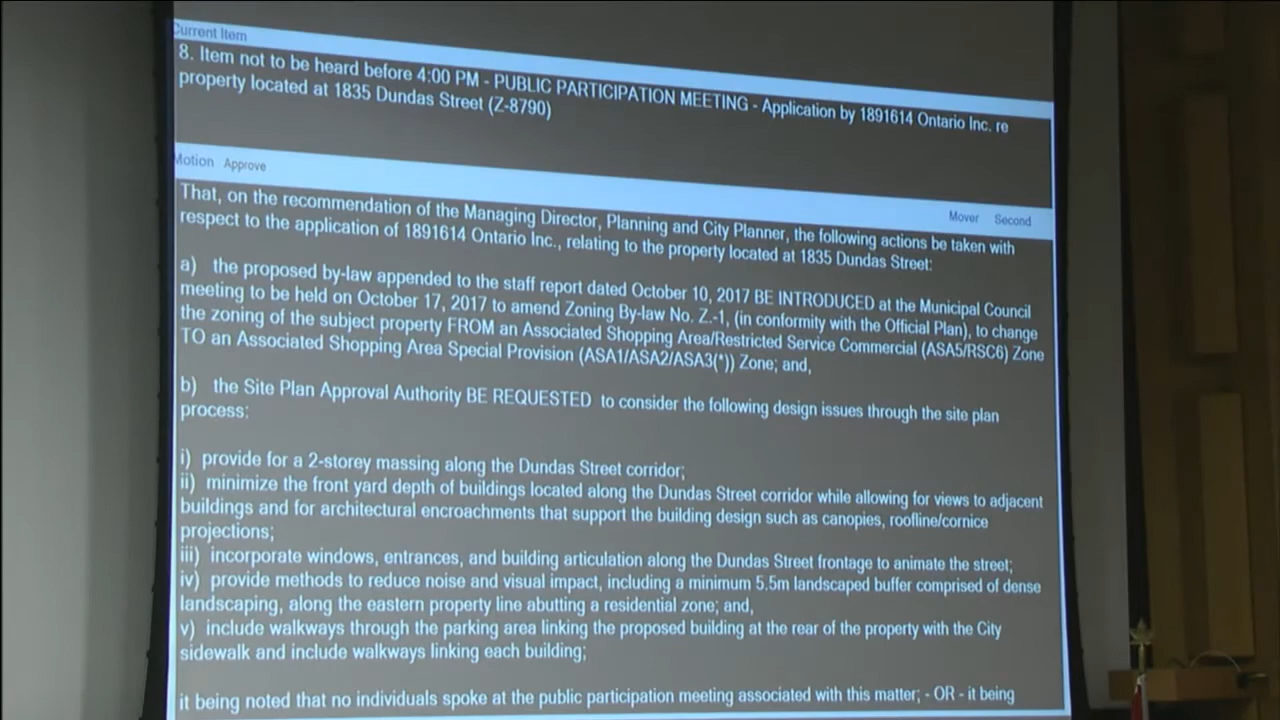 Current Item
8. Item not to be heard before 4:00 PM - PUBLIC PARTICIPATION MEETING - Application by 1891614 Ontario Inc. re
property located at 1835 Dundas Street (Z-8790)
Motion Approve
Mover Second
That, on the recommendation of the Managing Director, Planning and City Planner, the following actions be taken with
respect to the application of 1891614 Ontario Inc., relating to the property located at 1835 Dundas Street:
a) the proposed by-law appended to the staff report dated October 10, 2017 BE INTRODUCED at the Municipal Council
meeting to be held on October 17, 2017 to amend Zoning By-law No. Z.-1, (in conformity with the Official Plan), to change
the zoning of the subject property FROM an Associated Shopping Area/Restricted Service Commercial (ASA5/RSC6) Zone
TO an Associated Shopping Area Special Provision (ASA1/ASA2/ASA3(*)) Zone; and,
b) the Site Plan Approval Authority BE REQUESTED to consider the following design issues through the site plan
process:
i) provide for a 2-storey massing along the Dundas Street corridor;
ii) minimize the front yard depth of buildings located along the Dundas Street corridor while allowing for views to adjacent
buildings and for architectural encroachments that support the building design such as canopies, roofline/cornice
projections;
iii) incorporate windows, entrances, and building articulation along the Dundas Street frontage to animate the street;
iv) provide methods to reduce noise and visual impact, including a minimum 5.5m landscaped buffer comprised of dense
landscaping, along the eastern property line abutting a residential zone; and,
v) include walkways through the parking area linking the proposed building at the rear of the property with the City
sidewalk and include walkways linking each building;
it being noted that no individuals spoke at the public participation meeting associated with this matter; - OR - it being